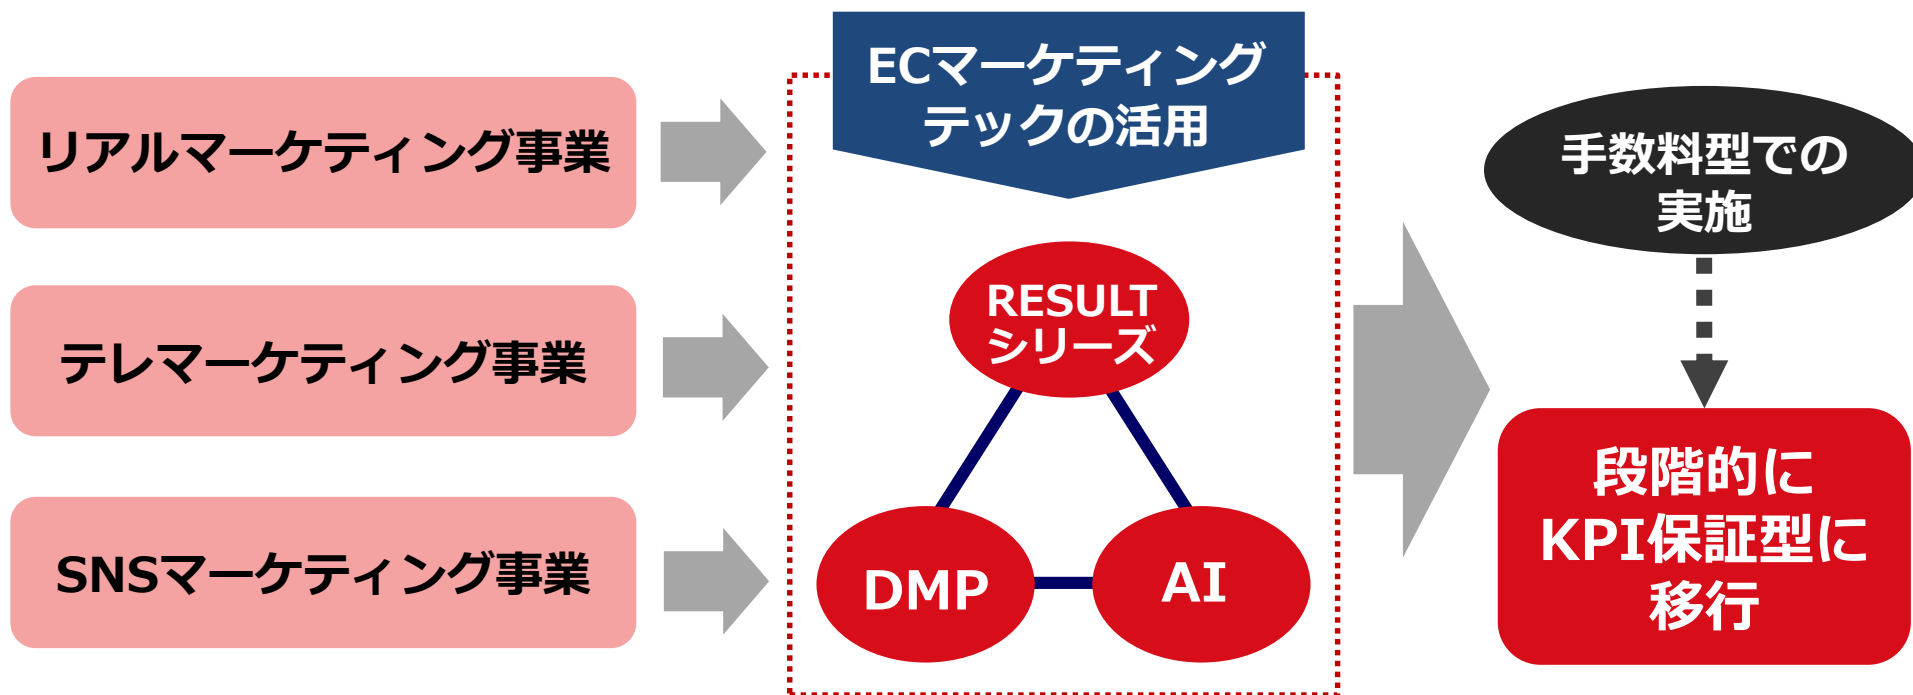 リアルマーケティング事業
テレマーケティング事業
SNSマーケティング事業
ECマーケティング
テックの活用
RESULT
シリーズ
DMP
AI
手数料型での
実施
段階的に
KPI保証型に
移行